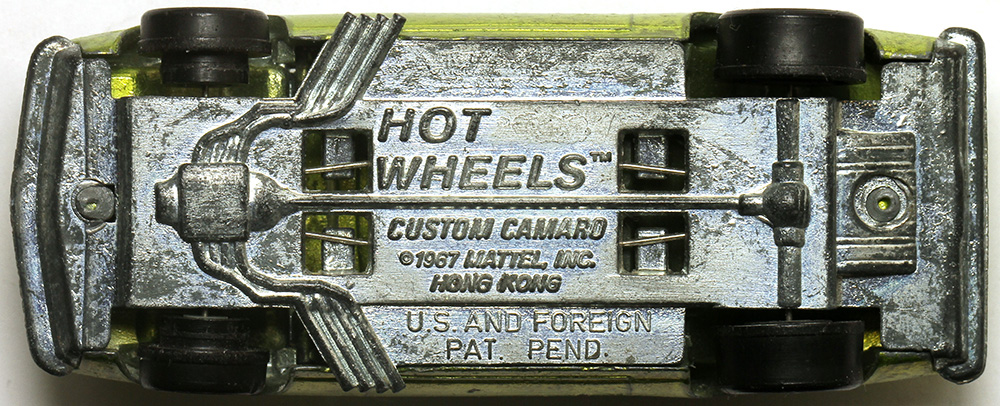 HOT
WHEELS™
CUSTOM CAMARO
©1967 MATTEL, INC.
HONG KONG
U.S. AND FOREIGN
PAT. PEND.